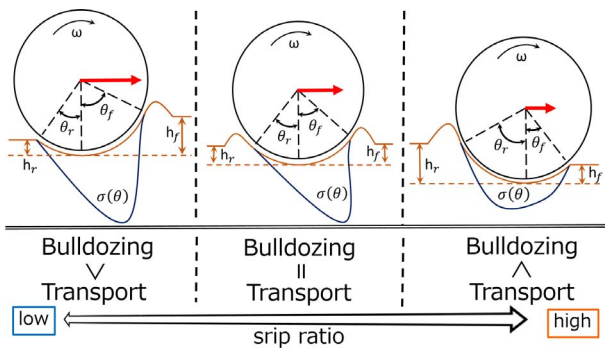 ω
θr
θf
hr
hf
σ(θ)
ω
θr
θf
hr
hf
σ(θ)
ω
θr
θf
hr
hf
σ(θ)
Bulldozing
∨
Transport
Bulldozing
॥
Transport
Bulldozing
∧
Transport
low
srip ratio
high